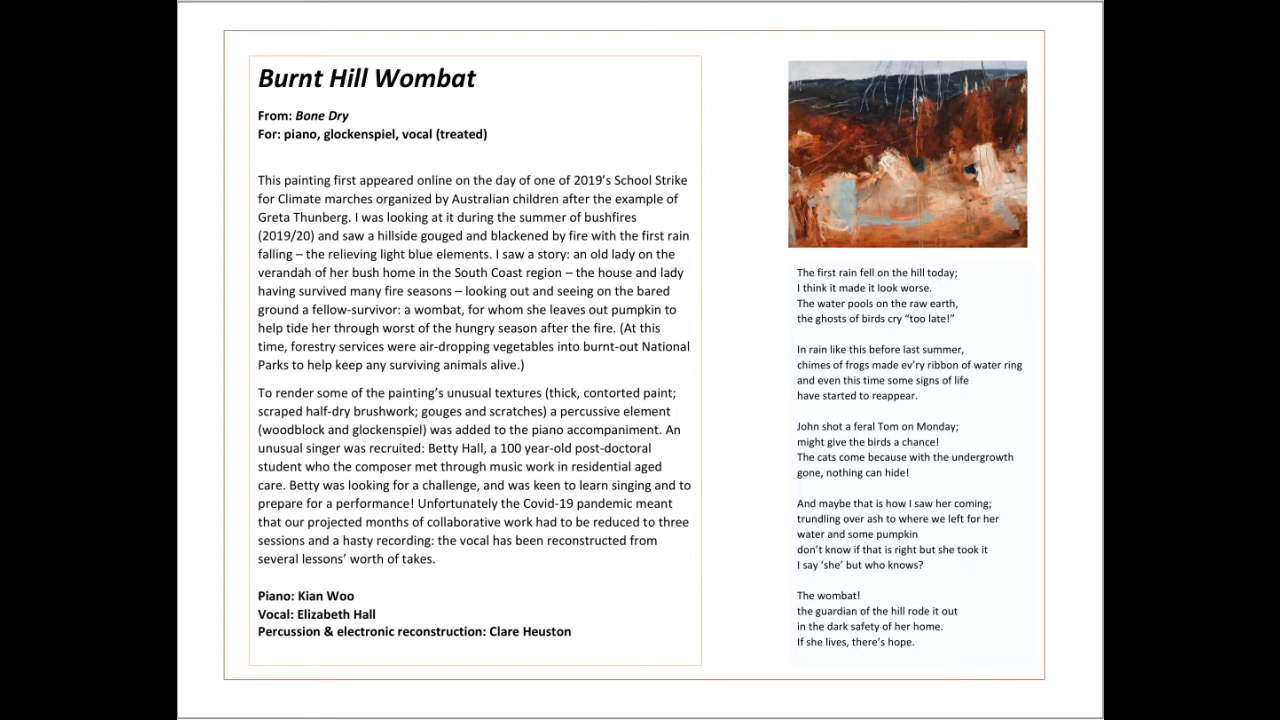 Burnt Hill Wombat
From: Bone Dry
For: piano, glockenspiel, vocal (treated)
This painting first appeared online on the day of one of 2019’s School Strike
for Climate marches organized by Australian children after the example of
Greta Thunberg. I was looking at it during the summer of bushfires
(2019/20) and saw a hillside gouged and blackened by fire with the first rain
falling – the relieving light blue elements. I saw a story: an old lady on the
verandah of her bush home in the South Coast region – the house and lady
having survived many fire seasons – looking out and seeing on the bared
ground a fellow-survivor: a wombat, for whom she leaves out pumpkin to
help tide her through worst of the hungry season after the fire. (At this
time, forestry services were air-dropping vegetables into burnt-out National
Parks to help keep any surviving animals alive.)
To render some of the painting’s unusual textures (thick, contorted paint;
scraped half-dry brushwork; gouges and scratches) a percussive element
(woodblock and glockenspiel) was added to the piano accompaniment. An
unusual singer was recruited: Betty Hall, a 100 year-old post-doctoral
student who the composer met through music work in residential aged
care. Betty was looking for a challenge, and was keen to learn singing and to
prepare for a performance! Unfortunately the Covid-19 pandemic meant
that our projected months of collaborative work had to be reduced to three
sessions and a hasty recording: the vocal has been reconstructed from
several lessons’ worth of takes.
Piano: Kian Woo
Vocal: Elizabeth Hall
Percussion & electronic reconstruction: Clare Heuston
The first rain fell on the hill today;
I think it made it look worse.
The water pools on the raw earth,
the ghosts of birds cry “too late!”
In rain like this before last summer,
chimes of frogs made ev’ry ribbon of water ring
and even this time some signs of life
have started to reappear.
John shot a feral Tom on Monday;
might give the birds a chance!
The cats come because with the undergrowth
gone, nothing can hide!
And maybe that is how I saw her coming;
trundling over ash to where we left for her
water and some pumpkin
don’t know if that is right but she took it
I say ‘she’ but who knows?
The wombat!
the guardian of the hill rode it out
in the dark safety of her home.
If she lives, there’s hope.